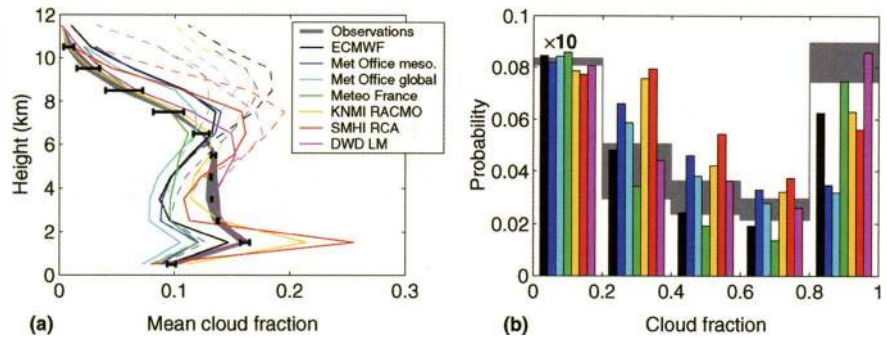 12
10
8
6
4
2
0
Height (km)
0
0.1
0.2
0.3
Mean cloud fraction
(a)
Observations
ECMWF
Met Office meso.
Met Office global
Meteo France
KNMI RACMO
SMHI RCA
DWD LM
0.1
0.08
0.06
0.04
0.02
0
Probability
×10
0
0.2
0.4
0.6
0.8
1
Cloud fraction
(b)